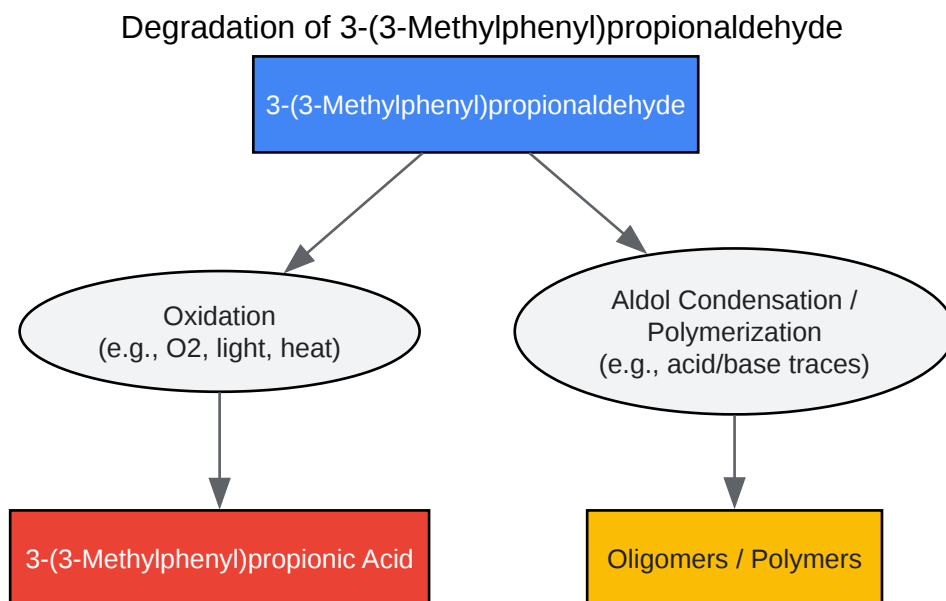 Degradation of 3-(3-Methylphenyl)propionaldehyde
3-(3-Methylphenyl)propionaldehyde
Oxidation
(e.g., O2, light, heat)
Aldol Condensation /
Polymerization
(e.g., acid/base traces)
3-(3-Methylphenyl)propionic Acid
Oligomers / Polymers